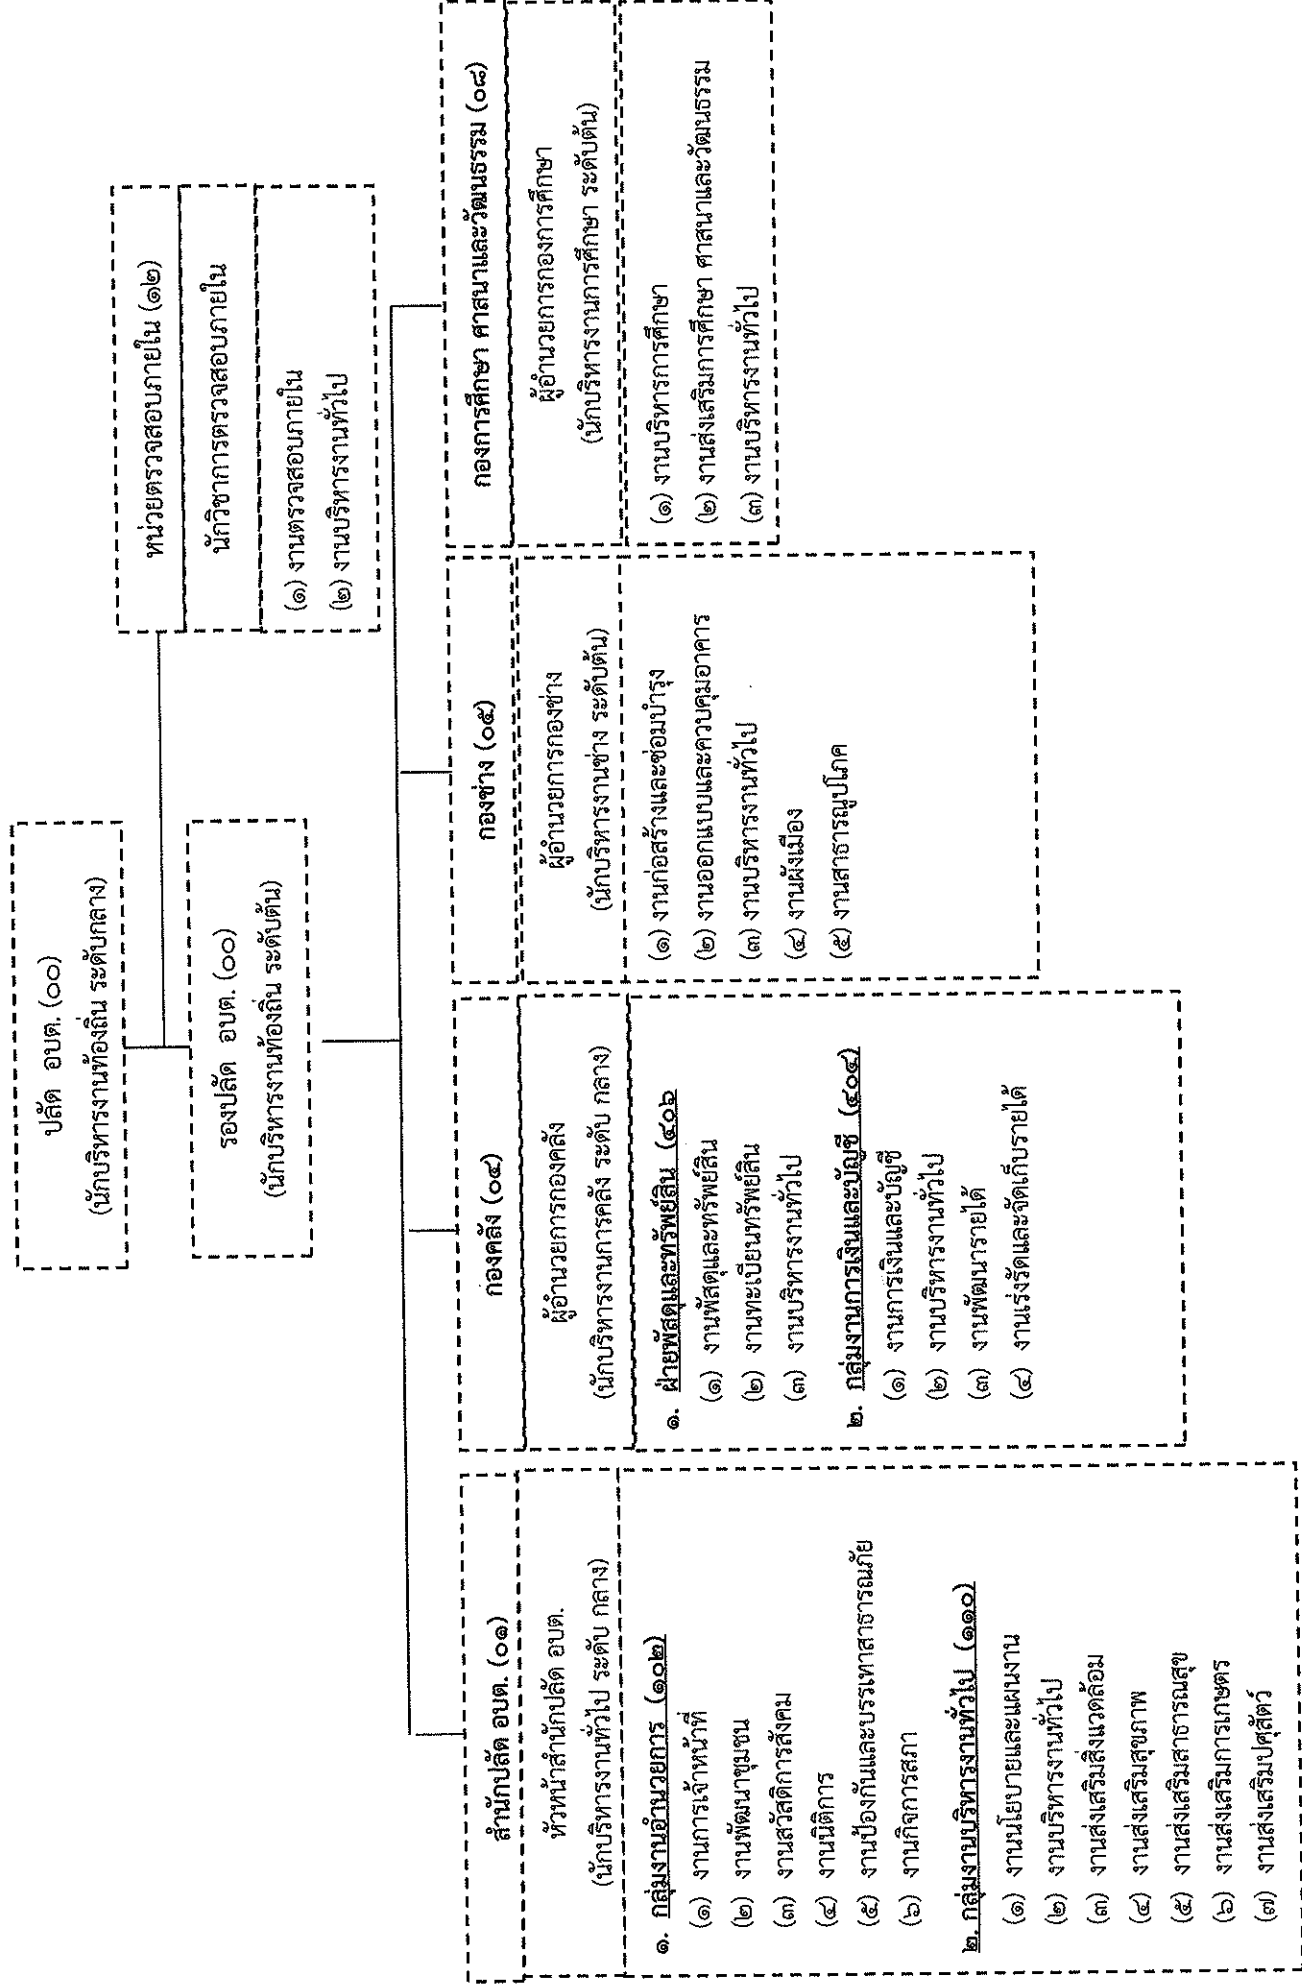 ปลัด อบต. (๐๐)
(นักบริหารงานท้องถิ่น ระดับกลาง)
รองปลัด อบต. (๐๐)
(นักบริหารงานท้องถิ่น ระดับต้น)
หน่วยตรวจสอบภายใน (๑๒)
นักวิชาการตรวจสอบภายใน
(๑) งานตรวจสอบภายใน
(๒) งานบริหารงานทั่วไป
สำนักปลัด อบต. (๐๑)
หัวหน้าสำนักปลัด อบต.
(นักบริหารงานทั่วไป ระดับ กลาง)
๑. กลุ่มงานอำนวยการ (๑๐๒)
(๑) งานการเจ้าหน้าที่
(๒) งานพัฒนาชุมชน
(๓) งานสวัสดิการสังคม
(๔) งานนิติการ
(๕) งานป้องกันและบรรเทาสาธารณภัย
(๖) งานกิจการสภา
๒. กลุ่มงานบริหารงานทั่วไป (๑๑๐)
(๑) งานนโยบายและแผนงาน
(๒) งานบริหารงานทั่วไป
(๓) งานส่งเสริมสิ่งแวดล้อม
(๔) งานส่งเสริมสุขภาพ
(๕) งานส่งเสริมสาธารณสุข
(๖) งานส่งเสริมการเกษตร
(๗) งานส่งเสริมปศุสัตว์
กองคลัง (๐๔)
ผู้อำนวยการกองคลัง
(นักบริหารงานการคลัง ระดับ กลาง)
๑. ฝ่ายพัสดุและทรัพย์สิน (๔๐๖
(๑) งานพัสดุและทรัพย์สิน
(๒) งานทะเบียนทรัพย์สิน
(๓) งานบริหารงานทั่วไป
๒. กลุ่มงานการเงินและบัญชี (๔๐๔)
(๑) งานการเงินและบัญชี
(๒) งานบริหารงานทั่วไป
(๓) งานพัฒนารายได้
(๔) งานเร่งรัดและจัดเก็บรายได้
กองช่าง (๐๕)
ผู้อำนวยการกองช่าง
(นักบริหารงานช่าง ระดับต้น)
(๑) งานก่อสร้างและซ่อมบำรุง
(๒) งานออกแบบและควบคุมอาคาร
(๓) งานบริหารงานทั่วไป
(๔) งานผังเมือง
(๕) งานสาธารณูปโภค
กองการศึกษา ศาสนาและวัฒนธรรม (๐๘)
ผู้อำนวยการกองการศึกษา
(นักบริหารงานการศึกษา ระดับต้น)
(๑) งานบริหารการศึกษา
(๒) งานส่งเสริมการศึกษา ศาสนาและวัฒนธรรม
(๓) งานบริหารงานทั่วไป